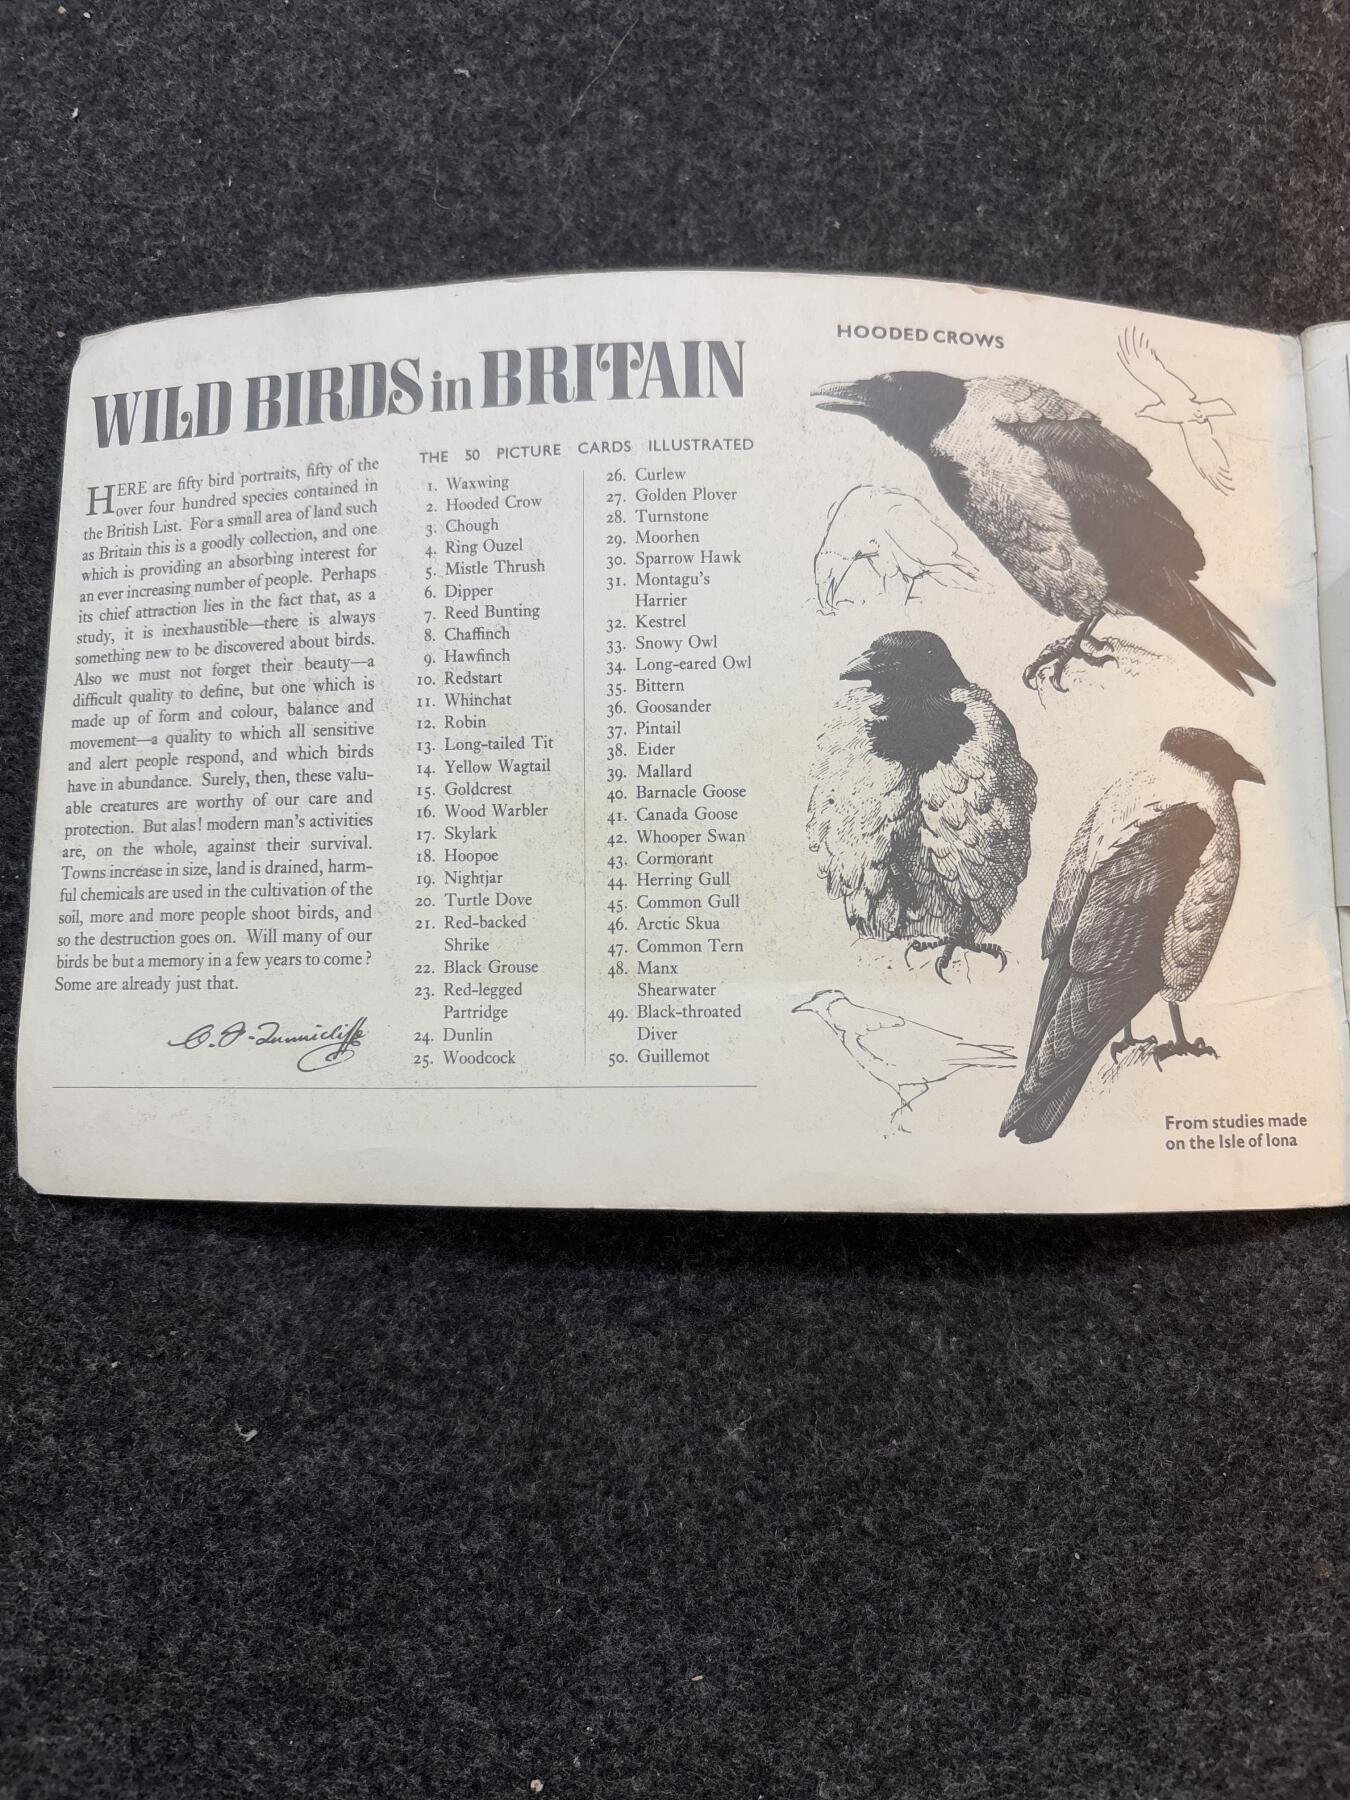 WILD BIRDS in BRITAIN
HERE are fifty bird portraits, fifty of the
over four hundred species contained in
the British List. For a small area of land such
as Britain this is a goodly collection, and one
which is providing an absorbing interest for
an ever increasing number of people. Perhaps
its chief attraction lies in the fact that, as a
study, it is inexhaustible—there is always
something new to be discovered about birds.
Also we must not forget their beauty—a
difficult quality to define, but one which is
made up of form and colour, balance and
movement—a quality to which all sensitive
and alert people respond, and which birds
have in abundance. Surely, then, these valu-
able creatures are worthy of our care and
protection. But alas! modern man's activities
are, on the whole, against their survival.
Towns increase in size, land is drained, harm-
ful chemicals are used in the cultivation of the
soil, more and more people shoot birds, and
so the destruction goes on. Will many of our
birds be but a memory in a few years to come?
Some are already just that.
C. F. Tunnicliffe
THE 50 PICTURE CARDS ILLUSTRATED
1. Waxwing
2. Hooded Crow
3. Chough
4. Ring Ouzel
5. Mistle Thrush
6. Dipper
7. Reed Bunting
8. Chaffinch
9. Hawfinch
10. Redstart
11. Whinchat
12. Robin
13. Long-tailed Tit
14. Yellow Wagtail
15. Goldcrest
16. Wood Warbler
17. Skylark
18. Hoopoe
19. Nightjar
20. Turtle Dove
21. Red-backed
Shrike
22. Black Grouse
23. Red-legged
Partridge
24. Dunlin
25. Woodcock
26. Curlew
27. Golden Plover
28. Turnstone
29. Moorhen
30. Sparrow Hawk
31. Montagu's
Harrier
32. Kestrel
33. Snowy Owl
34. Long-eared Owl
35. Bittern
36. Goosander
37. Pintail
38. Eider
39. Mallard
40. Barnacle Goose
41. Canada Goose
42. Whooper Swan
43. Cormorant
44. Herring Gull
45. Common Gull
46. Arctic Skua
47. Common Tern
48. Manx
Shearwater
49. Black-throated
Diver
50. Guillemot
HOODED CROWS
From studies made
on the Isle of Iona